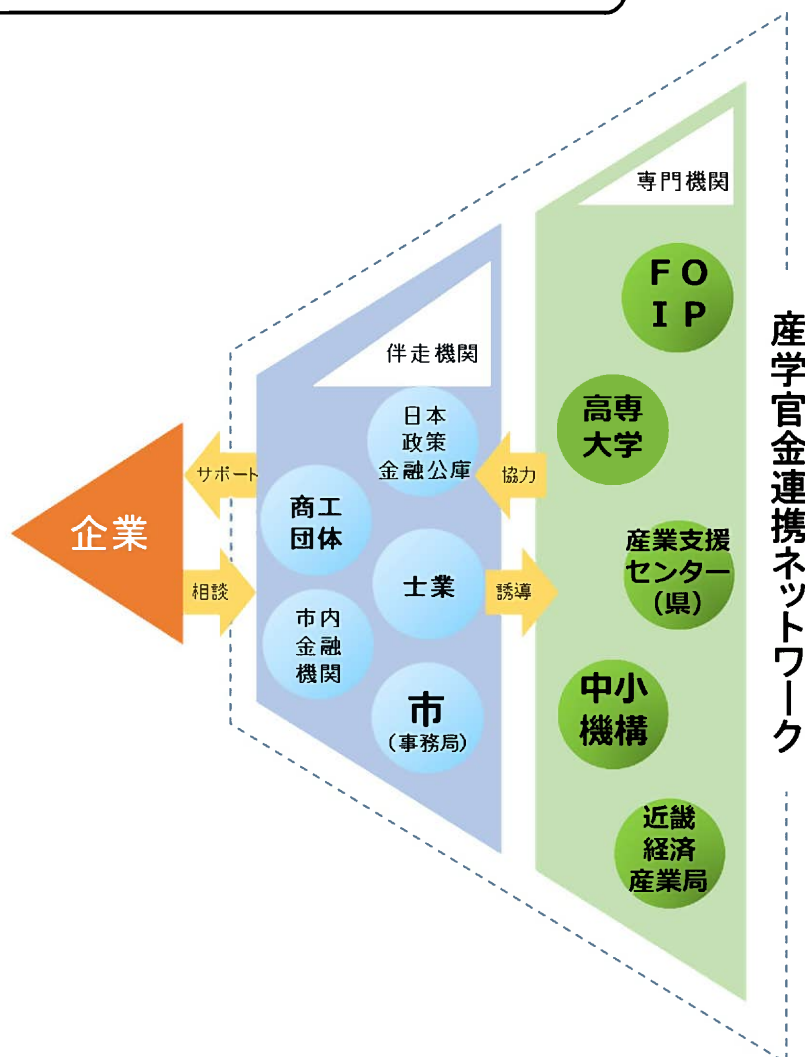 専門機関
ＦＯ
ＩＰ
高専
大学
産業支援
センター
（県）
中小
機構
近畿
経済
産業局
伴走機関
日本
政策
金融公庫
商工
団体
士業
市内
金融
機関
市
（事務局）
企業
サポート
相談
協力
誘導
産学官金連携ネットワーク